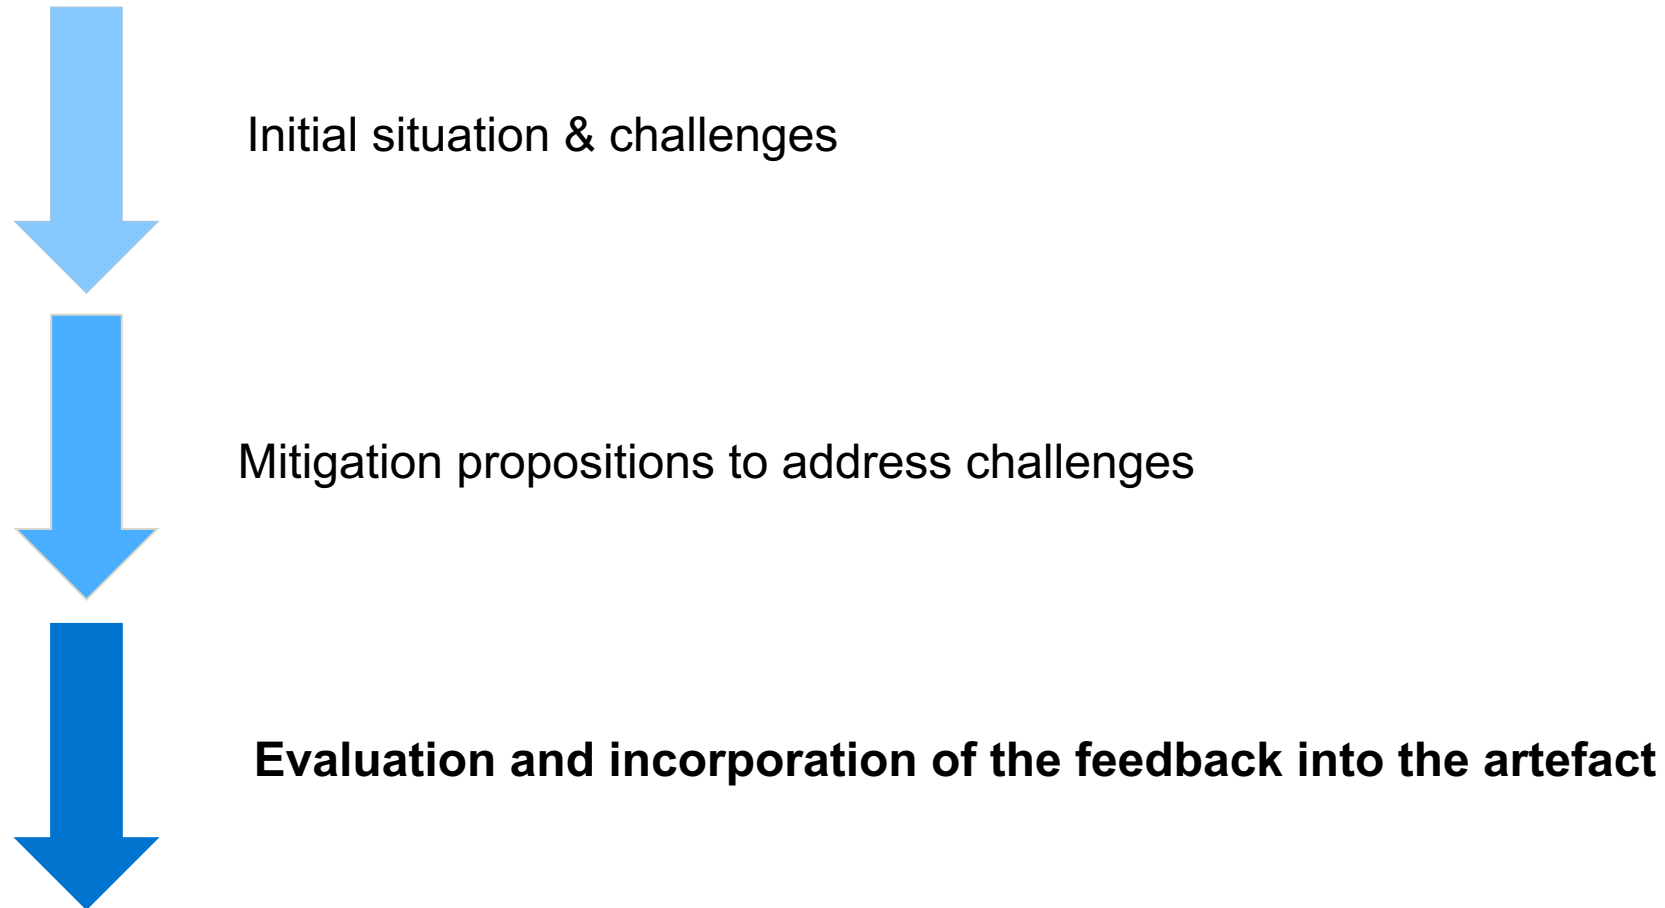 Initial situation & challenges
Mitigation propositions to address challenges
Evaluation and incorporation of the feedback into the artefact